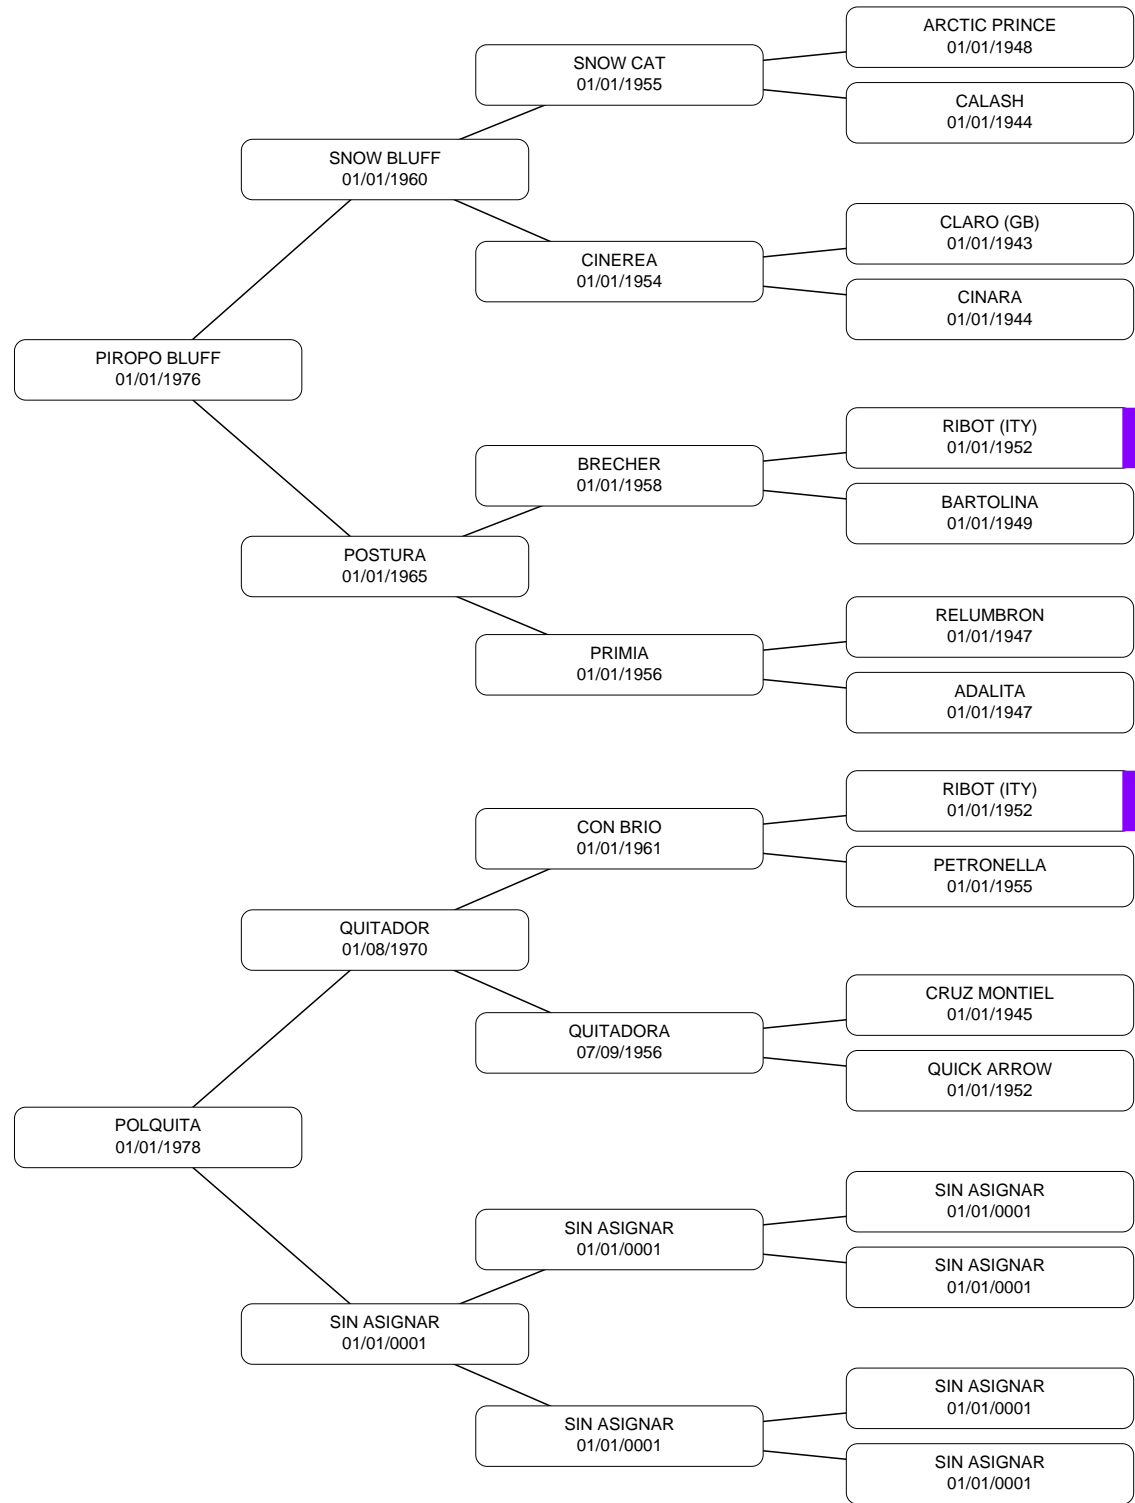 ARCTIC PRINCE
01/01/1948
SNOW CAT
01/01/1955
CALASH
01/01/1944
SNOW BLUFF
01/01/1960
CLARO (GB)
01/01/1943
CINEREA
01/01/1954
CINARA
01/01/1944
PIROPO BLUFF
01/01/1976
RIBOT (ITY)
01/01/1952
BRECHER
01/01/1958
BARTOLINA
01/01/1949
POSTURA
01/01/1965
RELUMBRON
01/01/1947
PRIMIA
01/01/1956
ADALITA
01/01/1947
RIBOT (ITY)
01/01/1952
CON BRIO
01/01/1961
PETRONELLA
01/01/1955
QUITADOR
01/08/1970
CRUZ MONTIEL
01/01/1945
QUITADORA
07/09/1956
QUICK ARROW
01/01/1952
POLQUITA
01/01/1978
SIN ASIGNAR
01/01/0001
SIN ASIGNAR
01/01/0001
SIN ASIGNAR
01/01/0001
SIN ASIGNAR
01/01/0001
SIN ASIGNAR
01/01/0001
SIN ASIGNAR
01/01/0001
SIN ASIGNAR
01/01/0001